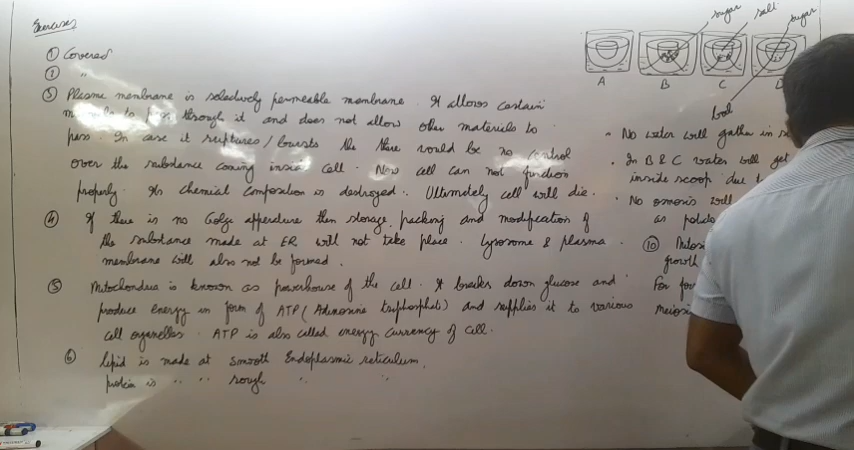 Exercises
① Covered
② "
③ Plasma membrane is selectively permeable membrane. It allows certain
to pass through it and does not allow other materials to
pass. In case it ruptures / bursts the there would be no control
over the substance coming inside cell. Now cell can not function
properly. Its chemical composition is destroyed. Ultimately cell will die.
④ If there is no Golgi apparatus then storage, packing and modification of
the substance made at ER will not take place. Lysosome & plasma
membrane will also not be formed.
⑤ Mitochondria is known as powerhouse of the cell. It breaks down glucose and
produce energy in form of ATP (Adinosine triphosphate) and supplies it to various
cell organelles. ATP is also called energy currency of cell.
⑥ Lipid is made at smooth Endoplasmic reticulum.
protein is " " rough " "
sugar salt sugar
A B C D
boil
• No water will gather in
• In B & C water will get
inside scoop due
No osmosis will
as potato
⑩
growth
For